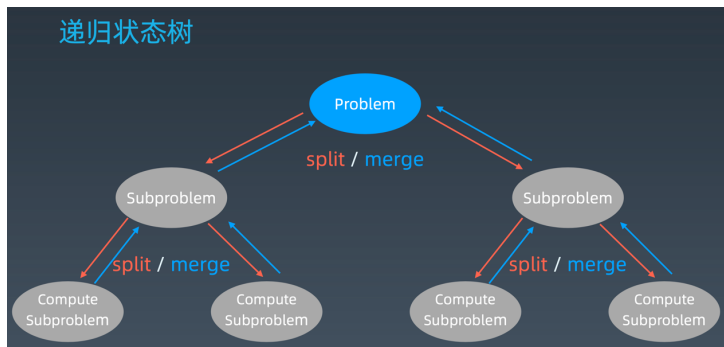 递归状态树
Problem
split / merge
Subproblem
Subproblem
split / merge
split / merge
Compute
Subproblem
Compute
Subproblem
Compute
Subproblem
Compute
Subproblem